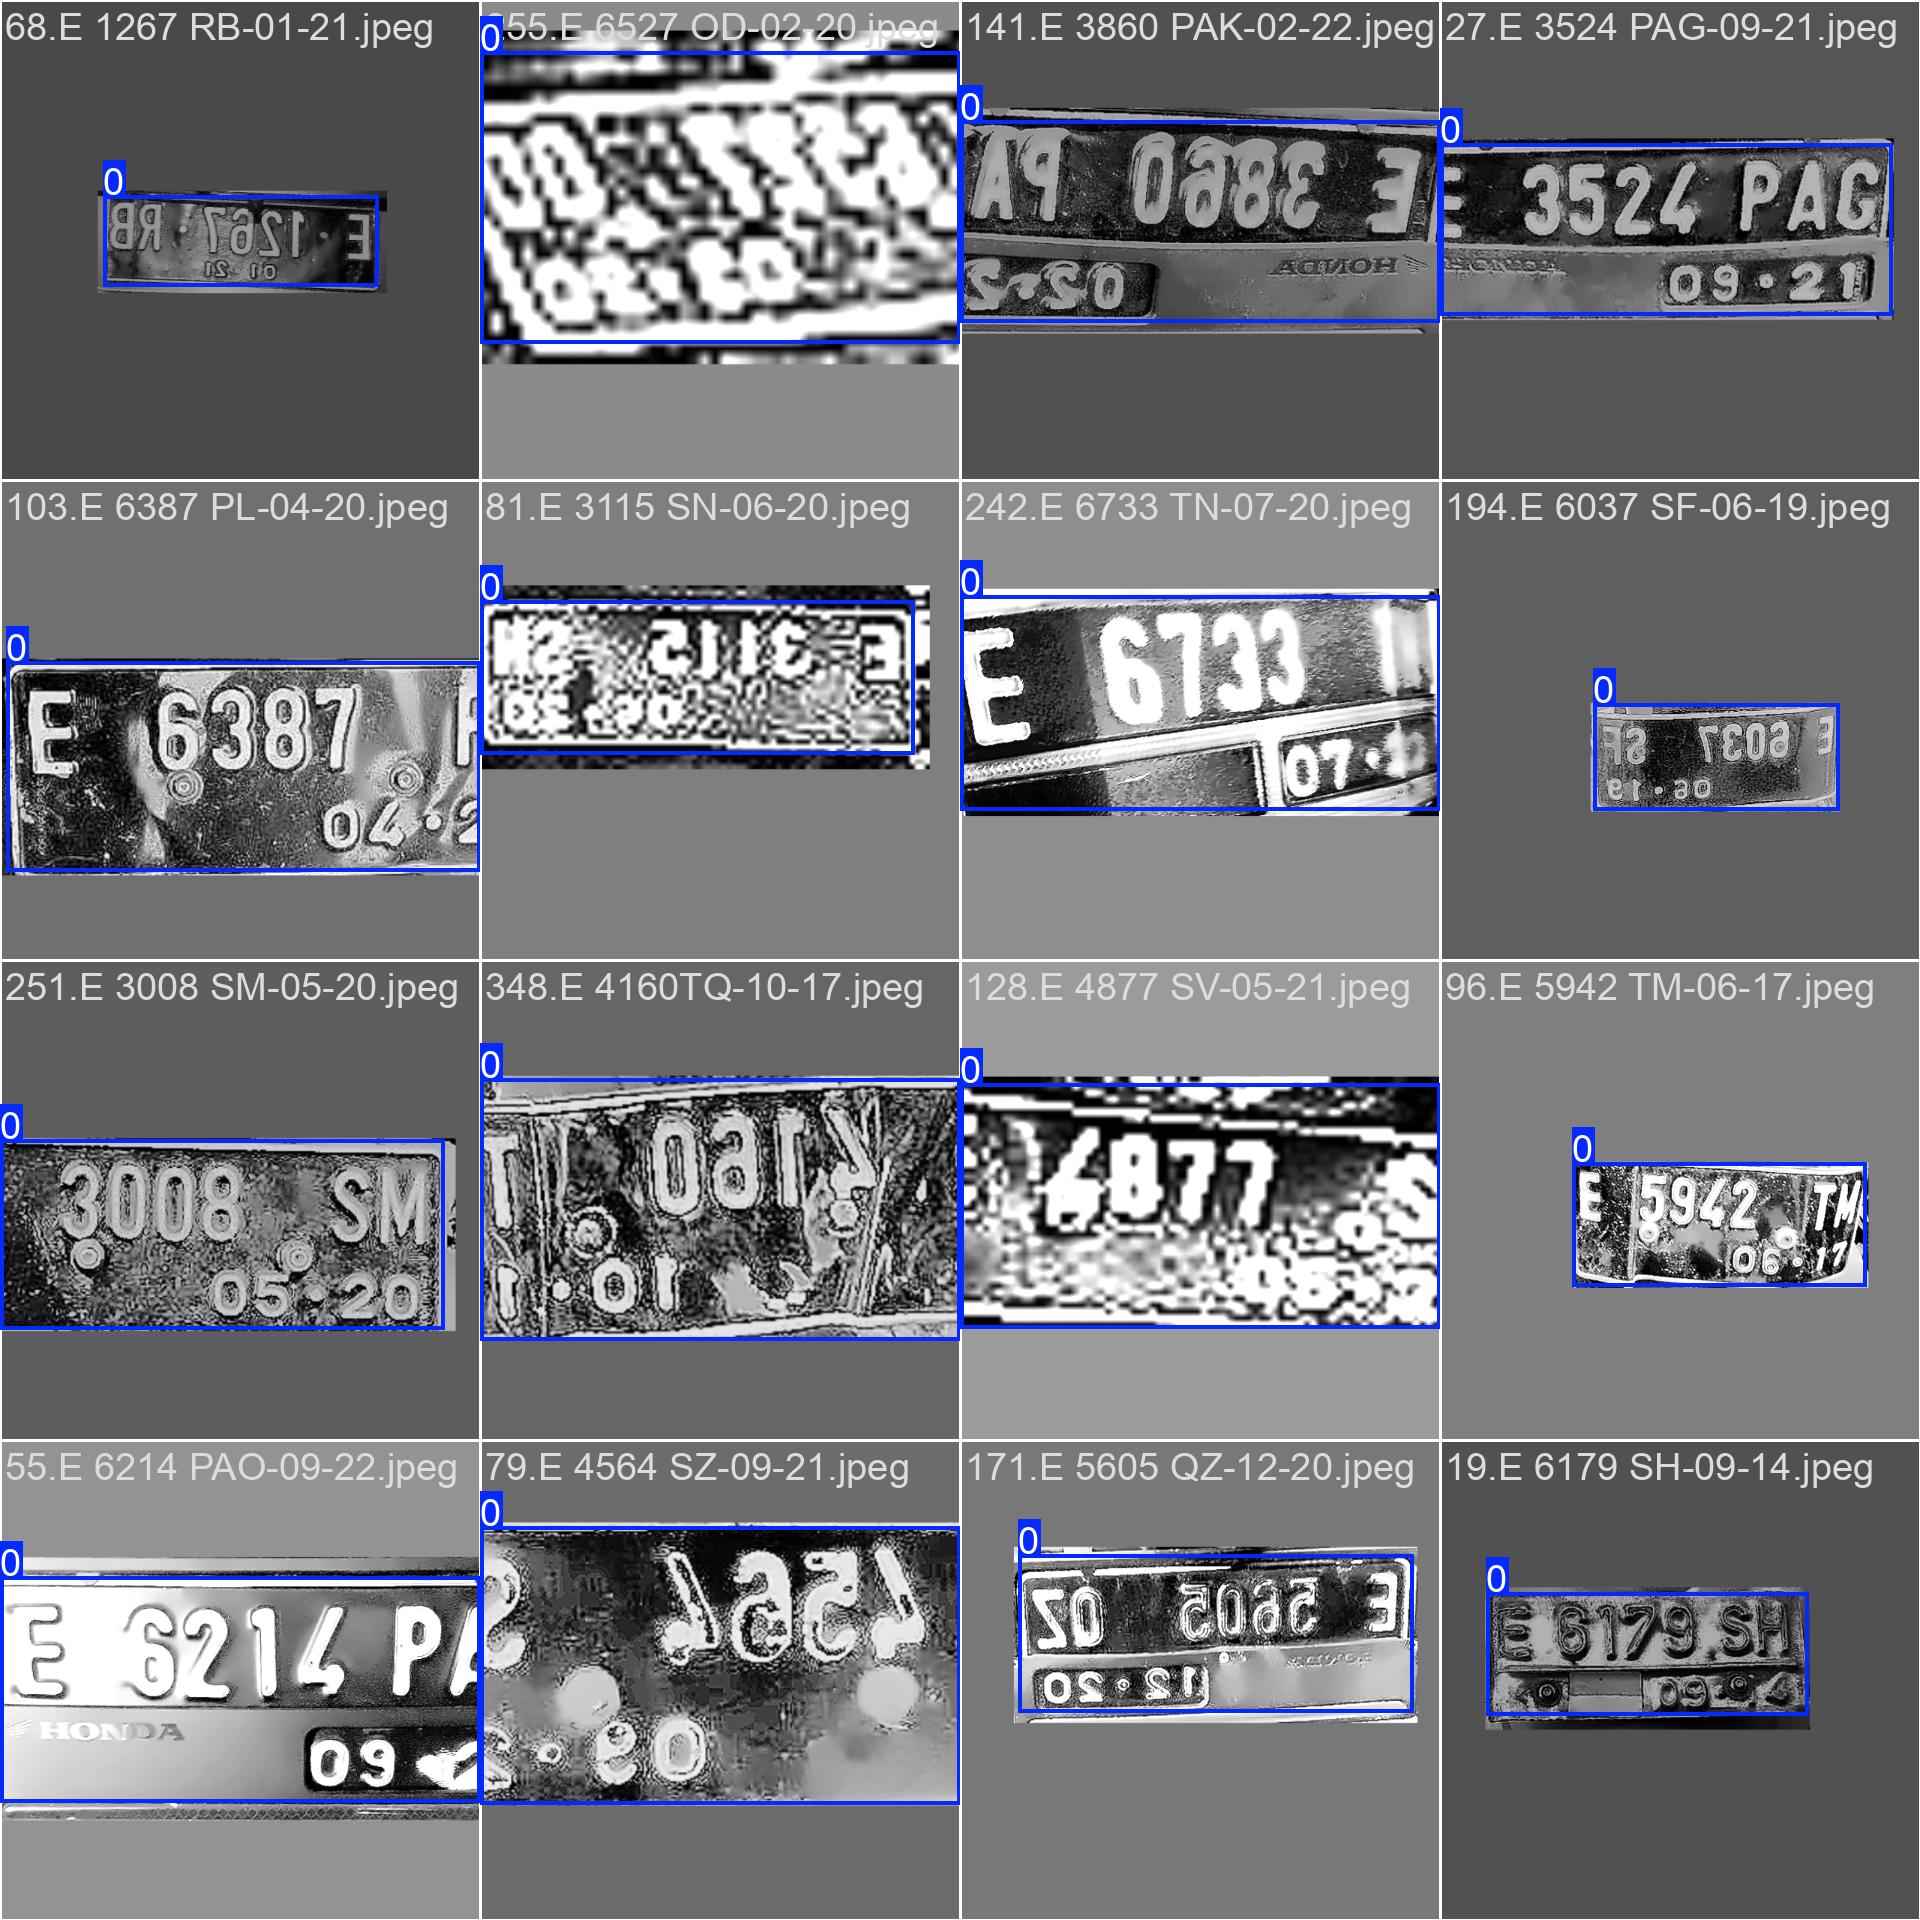 68.E 1267 RB-01-21.jpeg
0
E · 1267 · RB
01 · 21
255.E 6527 OD-02-20.jpeg
0
141.E 3860 PAK-02-22.jpeg
0
E 3860 PA
HONDA
02·2
27.E 3524 PAG-09-21.jpeg
0
E 3524 PAG
09·21
103.E 6387 PL-04-20.jpeg
0
E 6387 P
04·2
81.E 3115 SN-06-20.jpeg
0
E 3115 SN
06·20
242.E 6733 TN-07-20.jpeg
0
E 6733
07·
194.E 6037 SF-06-19.jpeg
0
E 6037 SF
06·19
251.E 3008 SM-05-20.jpeg
0
3008 SM
05·20
348.E 4160TQ-10-17.jpeg
0
4160 T
10·1
128.E 4877 SV-05-21.jpeg
0
4877 S
96.E 5942 TM-06-17.jpeg
0
E 5942 TM
06·17
55.E 6214 PAO-09-22.jpeg
0
E 6214 PA
HONDA
09·2
79.E 4564 SZ-09-21.jpeg
0
4564 S
09·2
171.E 5605 QZ-12-20.jpeg
0
E 5605 QZ
12·20
19.E 6179 SH-09-14.jpeg
0
E 6179 SH
09